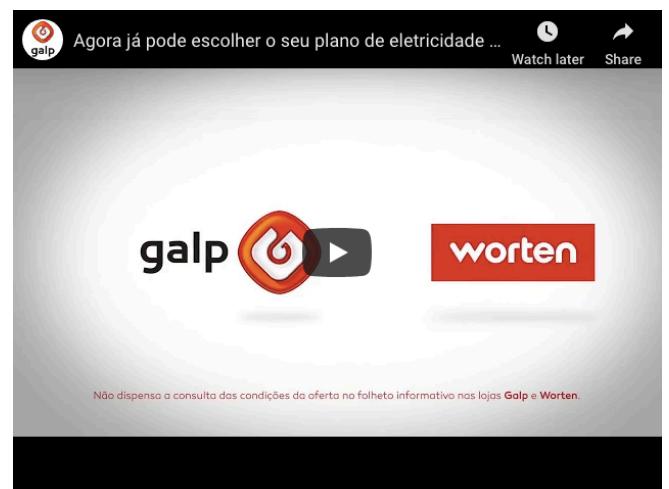 galp
Agora já pode escolher o seu plano de eletricidade ...
Watch later
Share
galp
worten
Não dispensa a consulta das condições da oferta no folheto informativo nas lojas Galp e Worten.